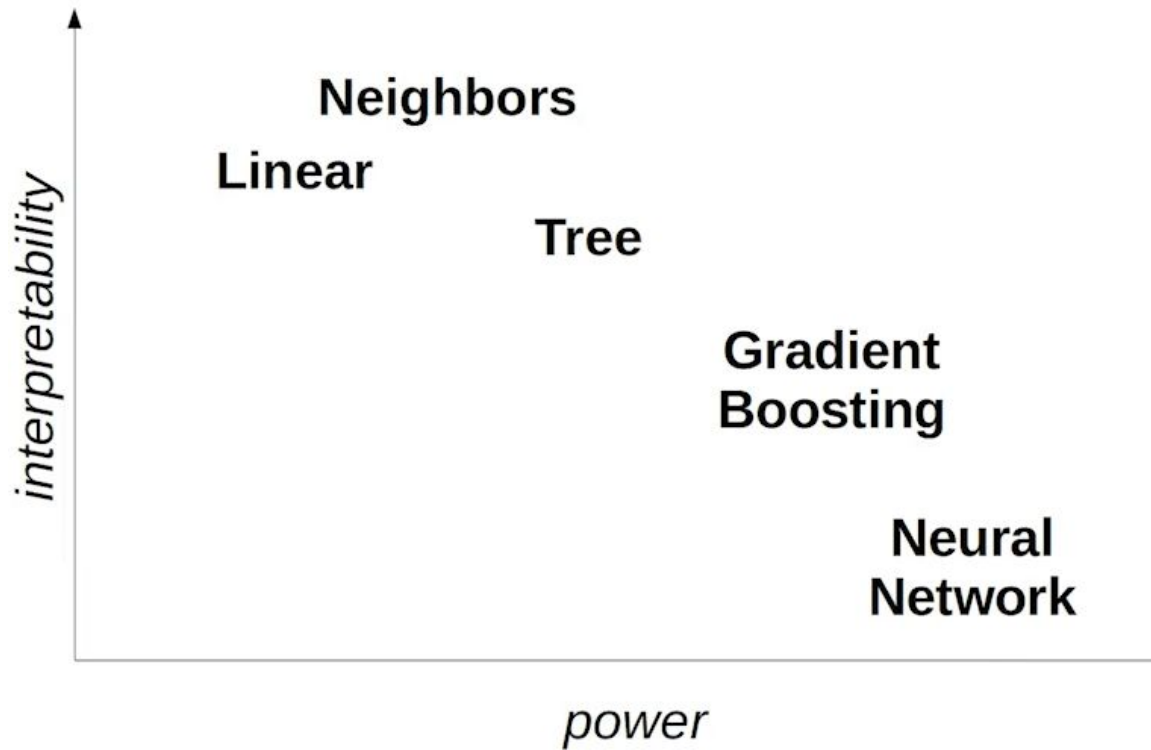 Neighbors
Linear
Tree
Gradient
Boosting
Neural
Network
interpretability
power